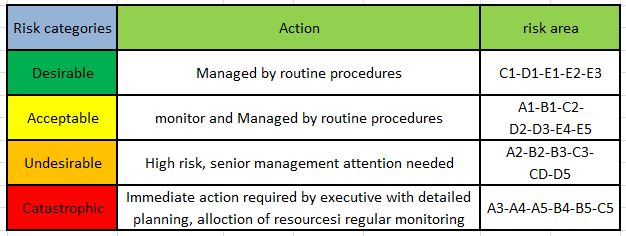 Risk categories Action risk area
Desirable Managed by routine procedures C1-D1-E1-E2-E3
Acceptable monitor and Managed by routine procedures A1-B1-C2-
D2-D3-E4-E5
Undesirable High risk, senior management attention needed A2-B2-B3-C3-
CD-D5
Catastrophic Immediate action required by executive with detailed
planning, alloction of resourcesi regular monitoring A3-A4-A5-B4-B5-C5